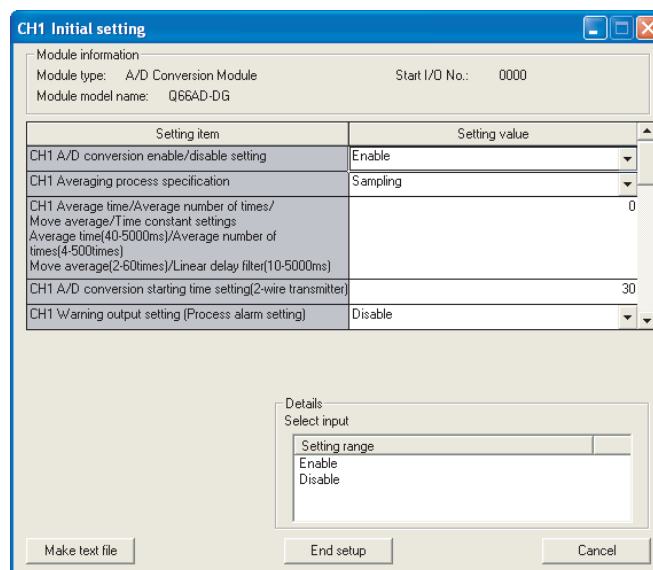 CH1 Initial setting
Module information
Module type: A/D Conversion Module Start I/O No.: 0000
Module model name: Q66AD-DG
Setting item Setting value
CH1 A/D conversion enable/disable setting Enable
CH1 Averaging process specification Sampling
CH1 Average time/Average number of times/ 0
Move average/Time constant settings
Average time(40-5000ms)/Average number of
times(4-500times)
Move average(2-60times)/Linear delay filter(10-5000ms)
CH1 A/D conversion starting time setting(2-wire transmitter) 30
CH1 Warning output setting (Process alarm setting) Disable
Details
Select input
Setting range
Enable
Disable
Make text file End setup Cancel